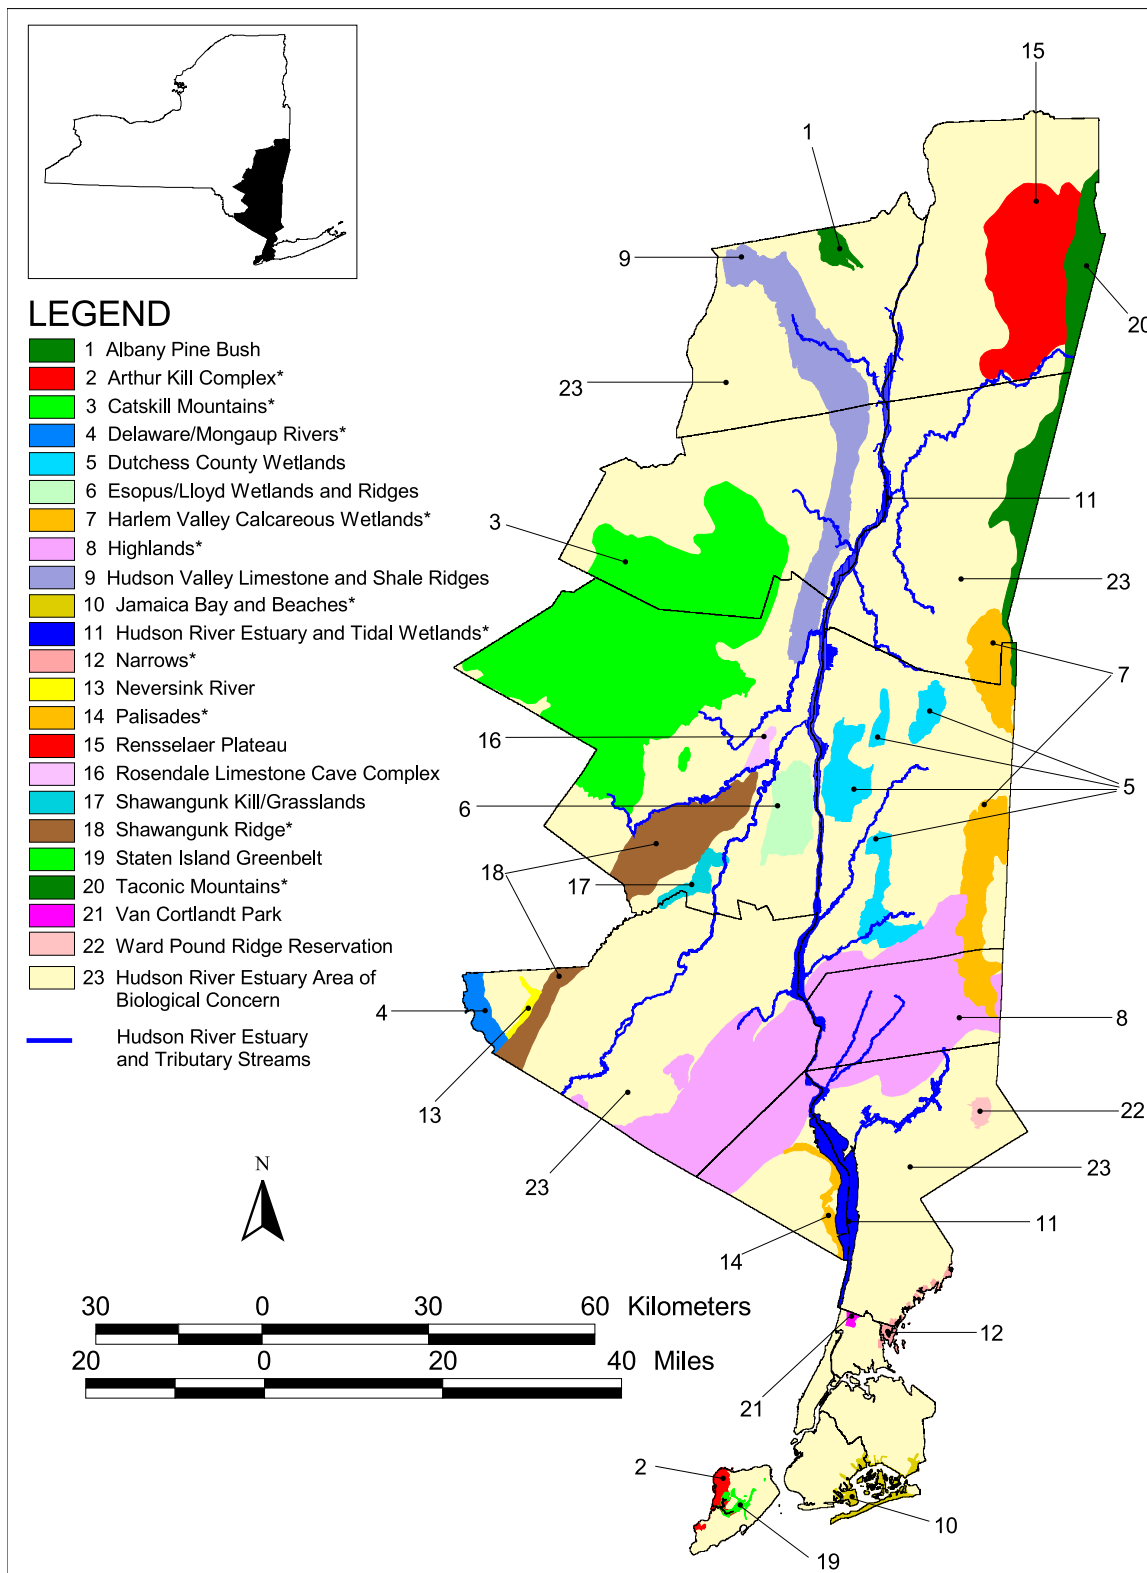 15
1
9
20
LEGEND
1 Albany Pine Bush
2 Arthur Kill Complex*
3 Catskill Mountains*
4 Delaware/Mongaup Rivers*
5 Dutchess County Wetlands
6 Esopus/Lloyd Wetlands and Ridges
7 Harlem Valley Calcareous Wetlands*
8 Highlands*
9 Hudson Valley Limestone and Shale Ridges
10 Jamaica Bay and Beaches*
11 Hudson River Estuary and Tidal Wetlands*
12 Narrows*
13 Neversink River
14 Palisades*
15 Rensselaer Plateau
16 Rosendale Limestone Cave Complex
17 Shawangunk Kill/Grasslands
18 Shawangunk Ridge*
19 Staten Island Greenbelt
20 Taconic Mountains*
21 Van Cortlandt Park
22 Ward Pound Ridge Reservation
23 Hudson River Estuary Area of
Biological Concern
Hudson River Estuary
and Tributary Streams
23
11
3
23
7
16
5
6
18
17
4
8
13
22
23
23
11
14
12
21
2
10
19
N
30 0 30 60 Kilometers
20 0 20 40 Miles